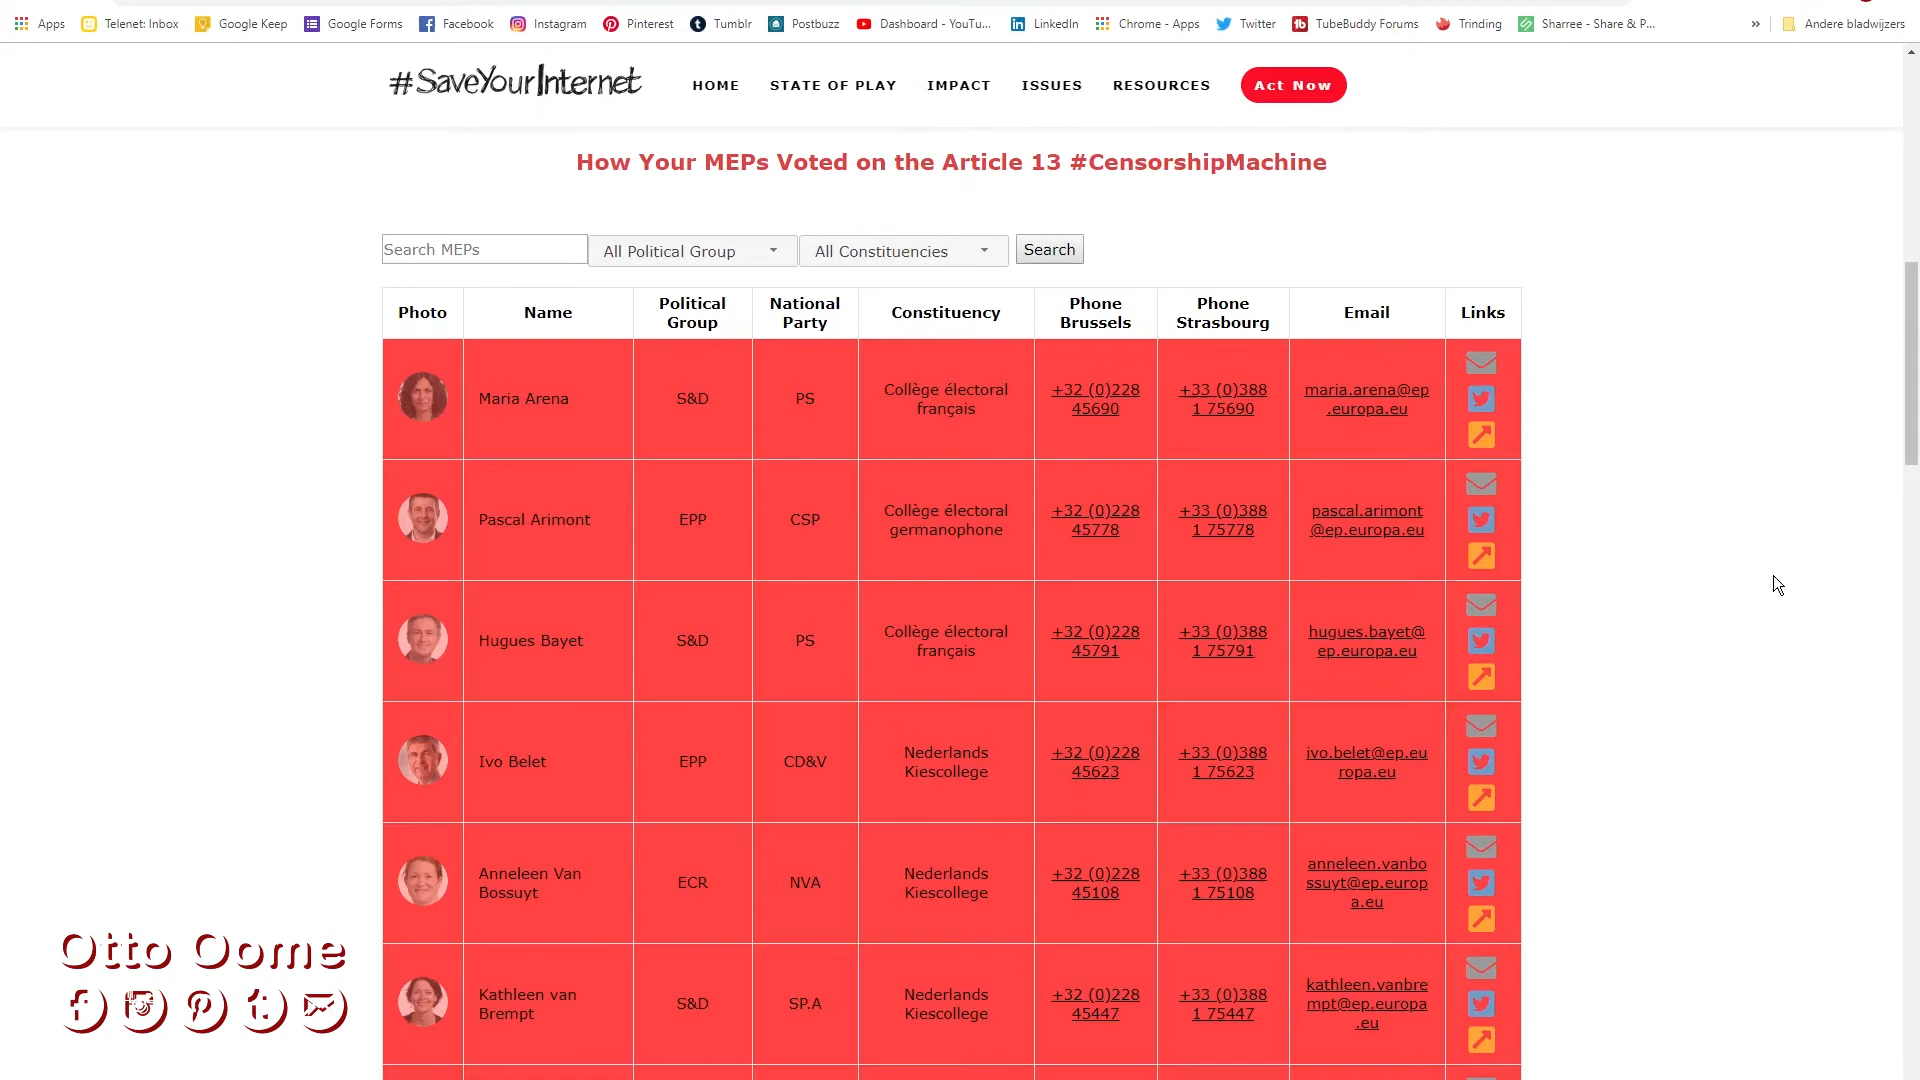 Apps Telenet: Inbox Google Keep Google Forms Facebook Instagram Pinterest Tumblr Postbuzz Dashboard - YouTu... LinkedIn Chrome - Apps Twitter TubeBuddy Forums Trinding Sharree - Share & P... » Andere bladwijzers
#SaveYourInternet HOME STATE OF PLAY IMPACT ISSUES RESOURCES Act Now
How Your MEPs Voted on the Article 13 #CensorshipMachine
Search MEPs All Political Group All Constituencies Search
Photo Name Political Group National Party Constituency Phone Brussels Phone Strasbourg Email Links
Maria Arena S&D PS Collège électoral français +32 (0)228 45690 +33 (0)388 1 75690 maria.arena@ep.europa.eu
Pascal Arimont EPP CSP Collège électoral germanophone +32 (0)228 45778 +33 (0)388 1 75778 pascal.arimont@ep.europa.eu
Hugues Bayet S&D PS Collège électoral français +32 (0)228 45791 +33 (0)388 1 75791 hugues.bayet@ep.europa.eu
Ivo Belet EPP CD&V Nederlands Kiescollege +32 (0)228 45623 +33 (0)388 1 75623 ivo.belet@ep.europa.eu
Anneleen Van Bossuyt ECR NVA Nederlands Kiescollege +32 (0)228 45108 +33 (0)388 1 75108 anneleen.vanbossuyt@ep.europa.eu
Kathleen van Brempt S&D SP.A Nederlands Kiescollege +32 (0)228 45447 +33 (0)388 1 75447 kathleen.vanbrempt@ep.europa.eu
Otto Oome